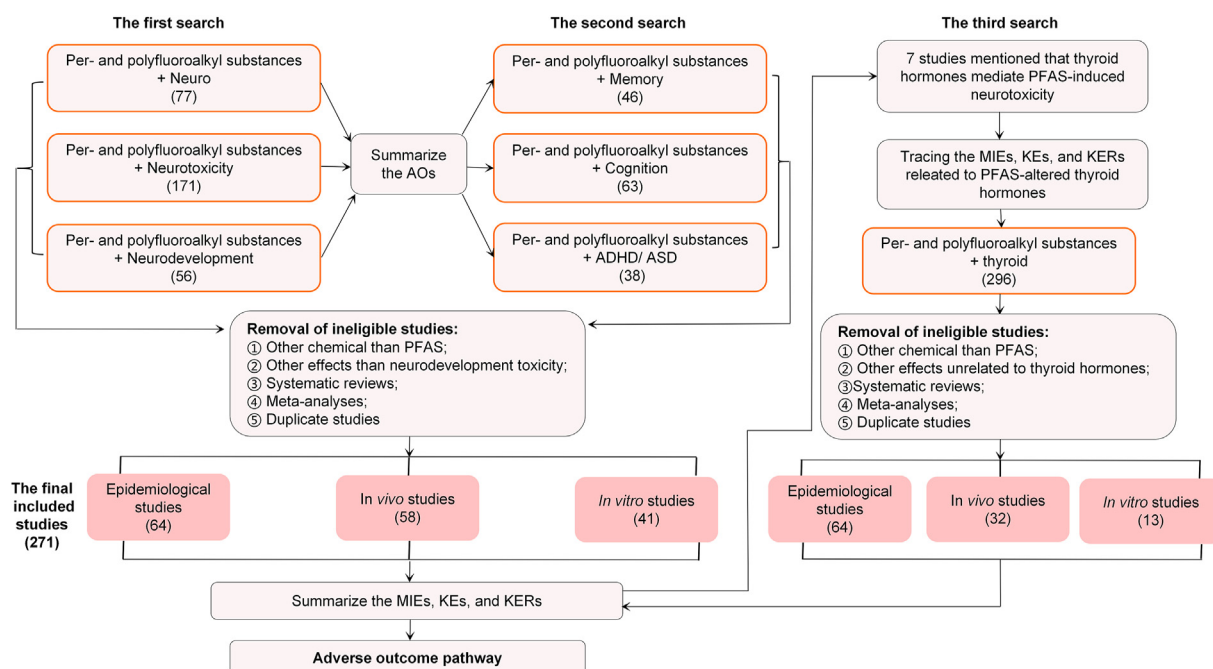 The first search
The second search
The third search
Per- and polyfluoroalkyl substances
+ Neuro
(77)
Per- and polyfluoroalkyl substances
+ Neurotoxicity
(171)
Per- and polyfluoroalkyl substances
+ Neurodevelopment
(56)
Summarize
the AOs
Per- and polyfluoroalkyl substances
+ Memory
(46)
Per- and polyfluoroalkyl substances
+ Cognition
(63)
Per- and polyfluoroalkyl substances
+ ADHD/ ASD
(38)
7 studies mentioned that thyroid
hormones mediate PFAS-induced
neurotoxicity
Tracing the MIEs, KEs, and KERs
releated to PFAS-altered thyroid
hormones
Per- and polyfluoroalkyl substances
+ thyroid
(296)
Removal of ineligible studies:
① Other chemical than PFAS;
② Other effects than neurodevelopment toxicity;
③ Systematic reviews;
④ Meta-analyses;
⑤ Duplicate studies
Removal of ineligible studies:
① Other chemical than PFAS;
② Other effects unrelated to thyroid hormones;
③Systematic reviews;
④ Meta-analyses;
⑤ Duplicate studies
The final
included
studies
(271)
Epidemiological
studies
(64)
In vivo studies
(58)
In vitro studies
(41)
Epidemiological
studies
(64)
In vivo studies
(32)
In vitro studies
(13)
Summarize the MIEs, KEs, and KERs
Adverse outcome pathway